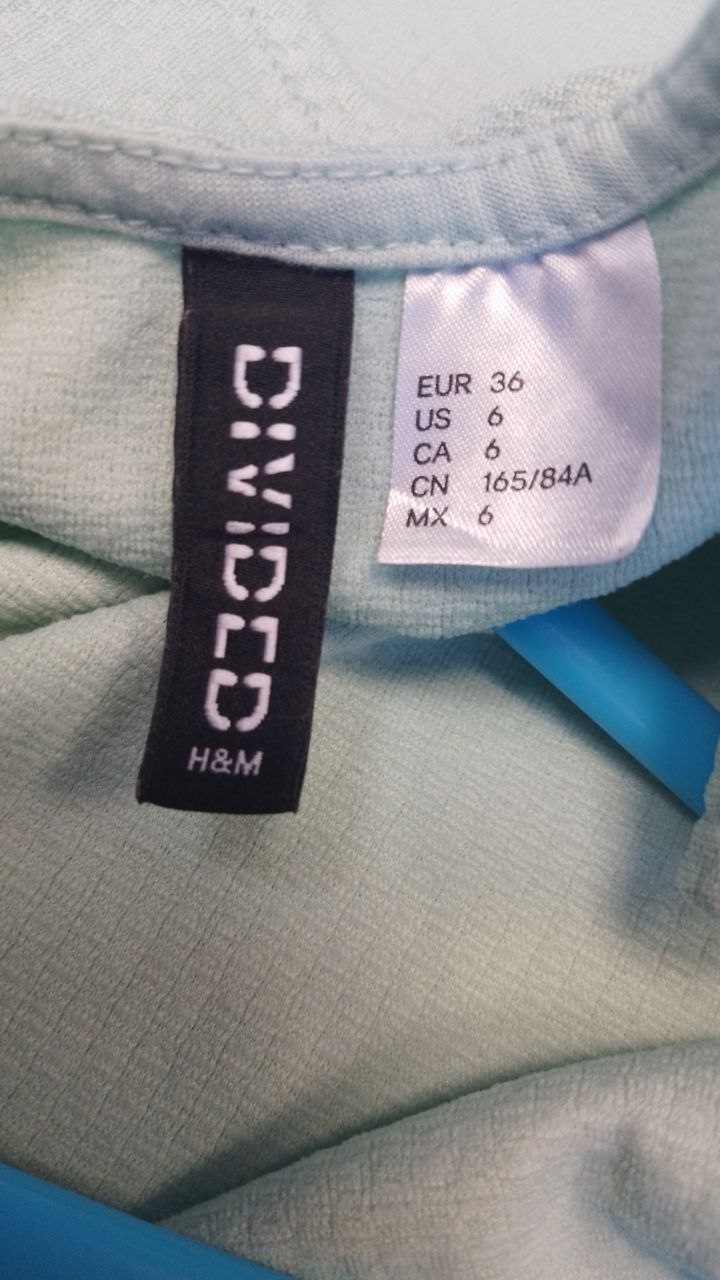 DIVIDED
H&M
EUR 36
US 6
CA 6
CN 165/84A
MX 6